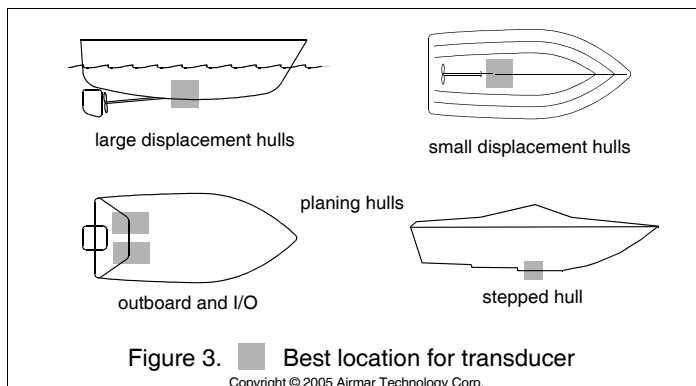 large displacement hulls
small displacement hulls
planing hulls
outboard and I/O
stepped hull
Figure 3. Best location for transducer
Copyright © 2005 Airmar Technology Corp.